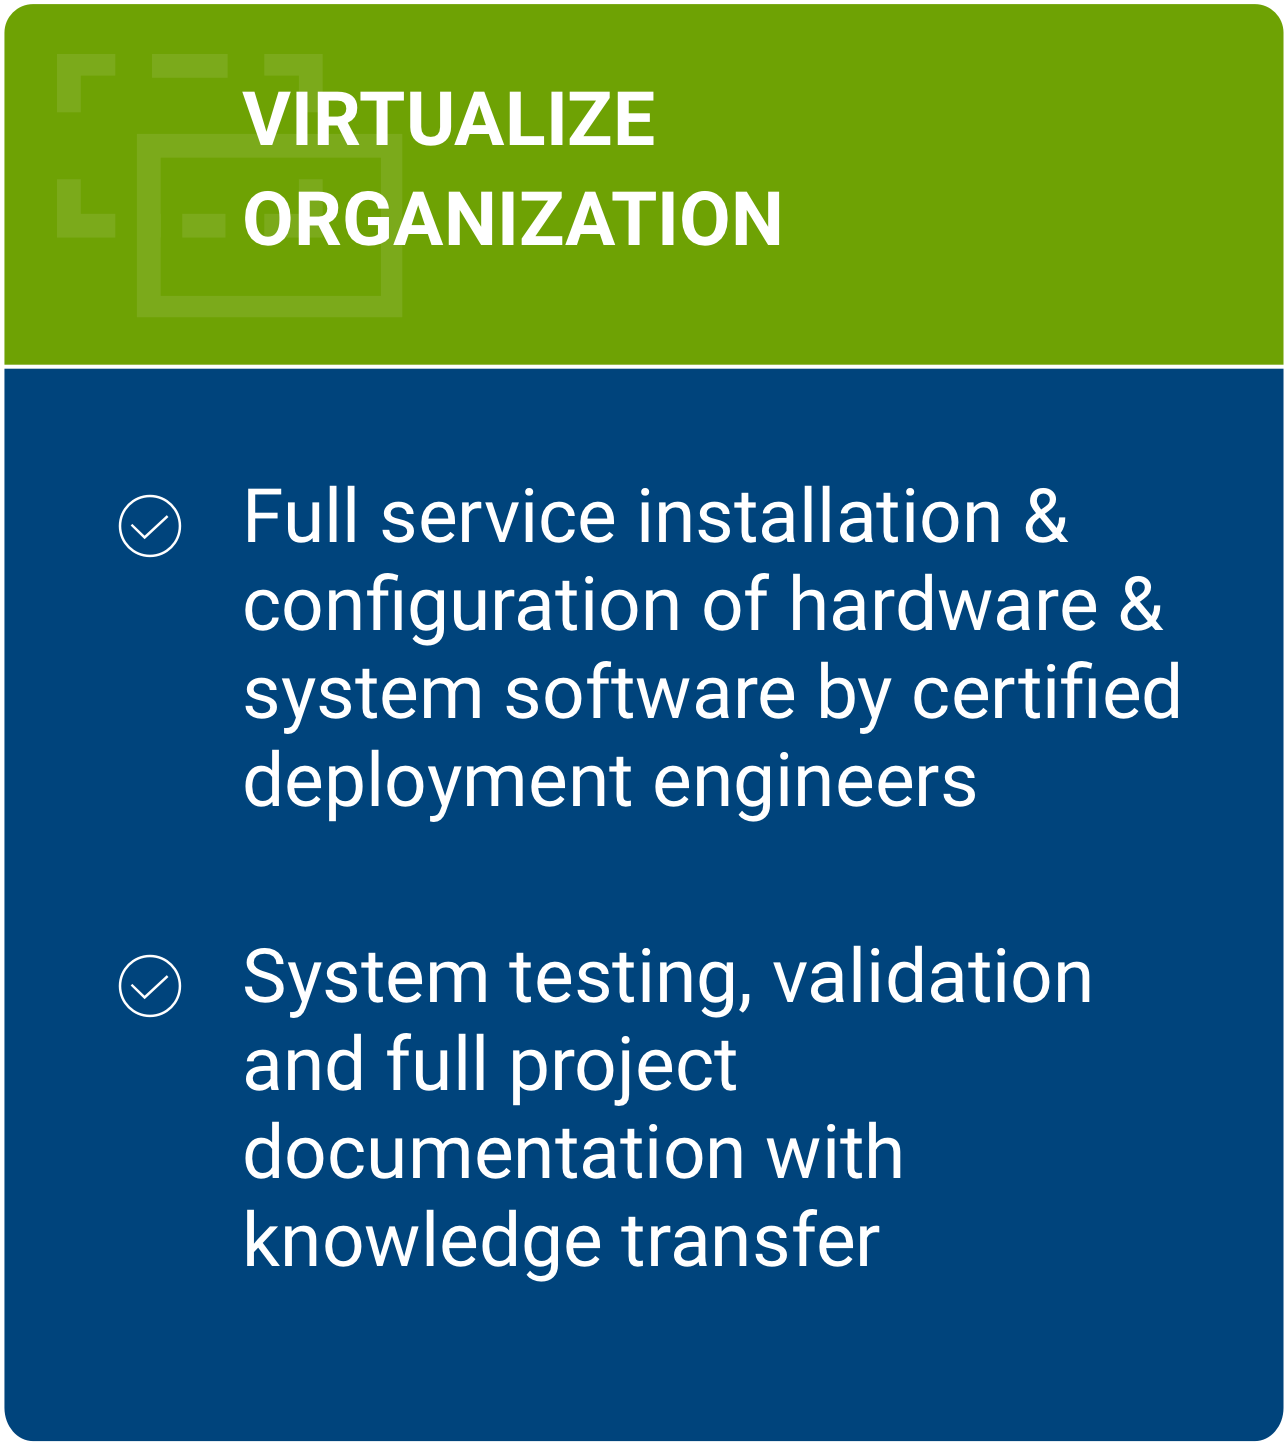 VIRTUALIZE
ORGANIZATION
Full service installation &
configuration of hardware &
system software by certified
deployment engineers
System testing, validation
and full project
documentation with
knowledge transfer